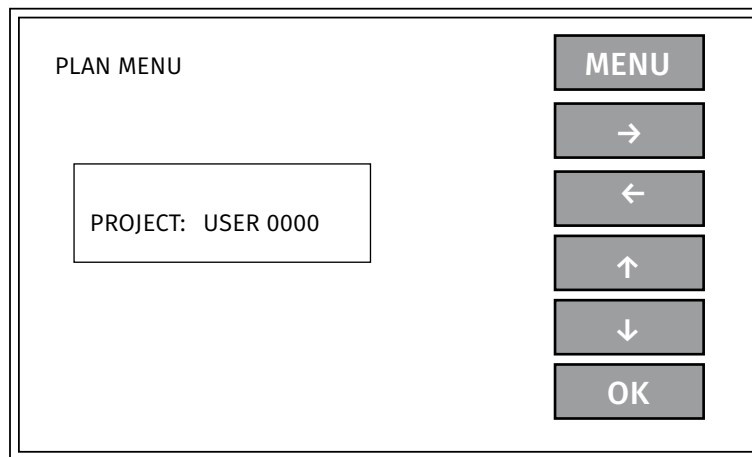 PLAN MENU
PROJECT: USER 0000
MENU
→
←
↑
↓
OK